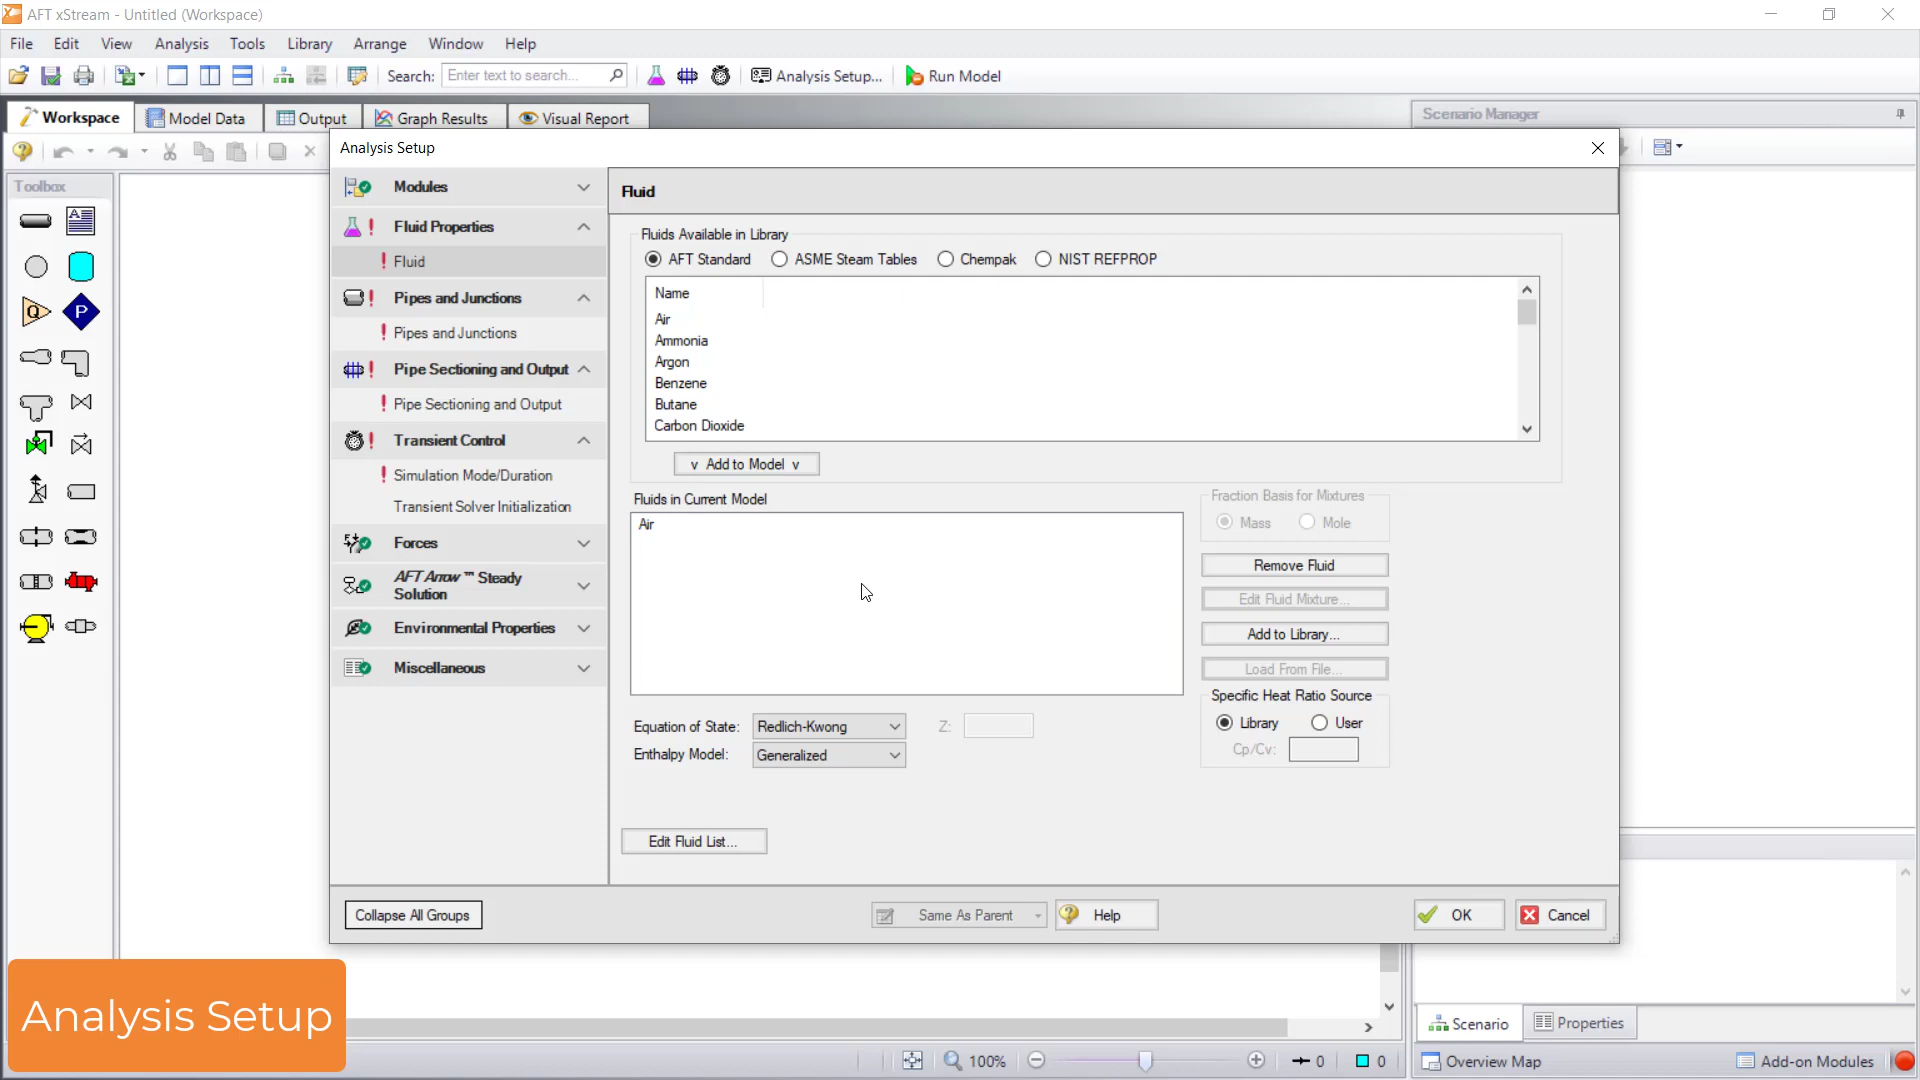 AFT xStream - Untitled (Workspace)
File Edit View Analysis Tools Library Arrange Window Help
Search: Enter text to search... Analysis Setup... Run Model
Workspace Model Data Output Graph Results Visual Report
Scenario Manager
Toolbox
A
Q
P
Analysis Setup
Modules
Fluid Properties
! Fluid
Pipes and Junctions
! Pipes and Junctions
Pipe Sectioning and Output
! Pipe Sectioning and Output
Transient Control
! Simulation Mode/Duration
Transient Solver Initialization
Forces
AFT Arrow ™ Steady
Solution
Environmental Properties
Miscellaneous
Collapse All Groups
Fluid
Fluids Available in Library
AFT Standard ASME Steam Tables Chempak NIST REFPROP
Name
Air
Ammonia
Argon
Benzene
Butane
Carbon Dioxide
v Add to Model v
Fluids in Current Model
Air
Fraction Basis for Mixtures
Mass Mole
Remove Fluid
Edit Fluid Mixture...
Add to Library...
Load From File...
Specific Heat Ratio Source
Library User
Cp/Cv:
Equation of State: Redlich-Kwong Z:
Enthalpy Model: Generalized
Edit Fluid List...
Same As Parent Help OK Cancel
Analysis Setup
Scenario Properties
100% 0 0 Overview Map Add-on Modules